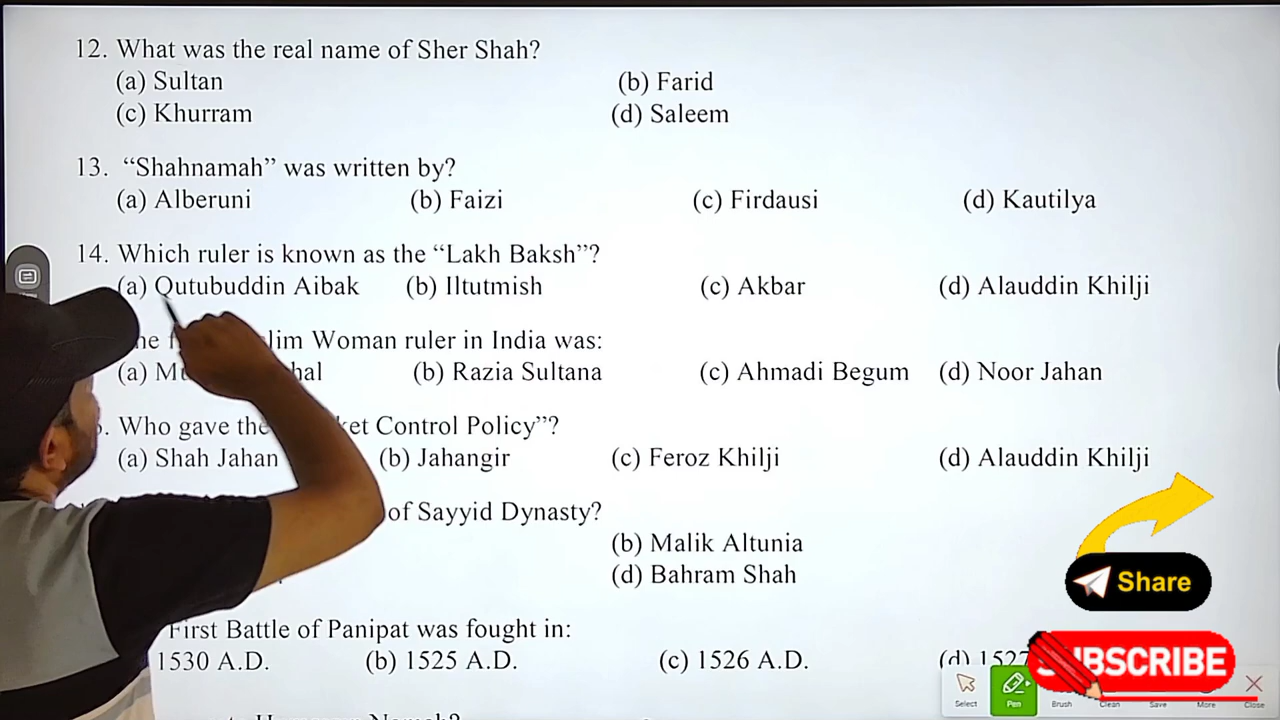 12. What was the real name of Sher Shah?
(a) Sultan (b) Farid
(c) Khurram (d) Saleem
13. “Shahnamah” was written by?
(a) Alberuni (b) Faizi (c) Firdausi (d) Kautilya
14. Which ruler is known as the “Lakh Baksh”?
(a) Qutubuddin Aibak (b) Iltutmish (c) Akbar (d) Alauddin Khilji
Woman ruler in India was:
(a) (b) Razia Sultana (c) Ahmadi Begum (d) Noor Jahan
Who gave the Control Policy”?
(a) Shah Jahan (b) Jahangir (c) Feroz Khilji (d) Alauddin Khilji
of Sayyid Dynasty?
(b) Malik Altunia
(d) Bahram Shah
Share
First Battle of Panipat was fought in:
1530 A.D. (b) 1525 A.D. (c) 1526 A.D. (d) 1527
SUBSCRIBE
Select Pen Brush Clean Save More Close